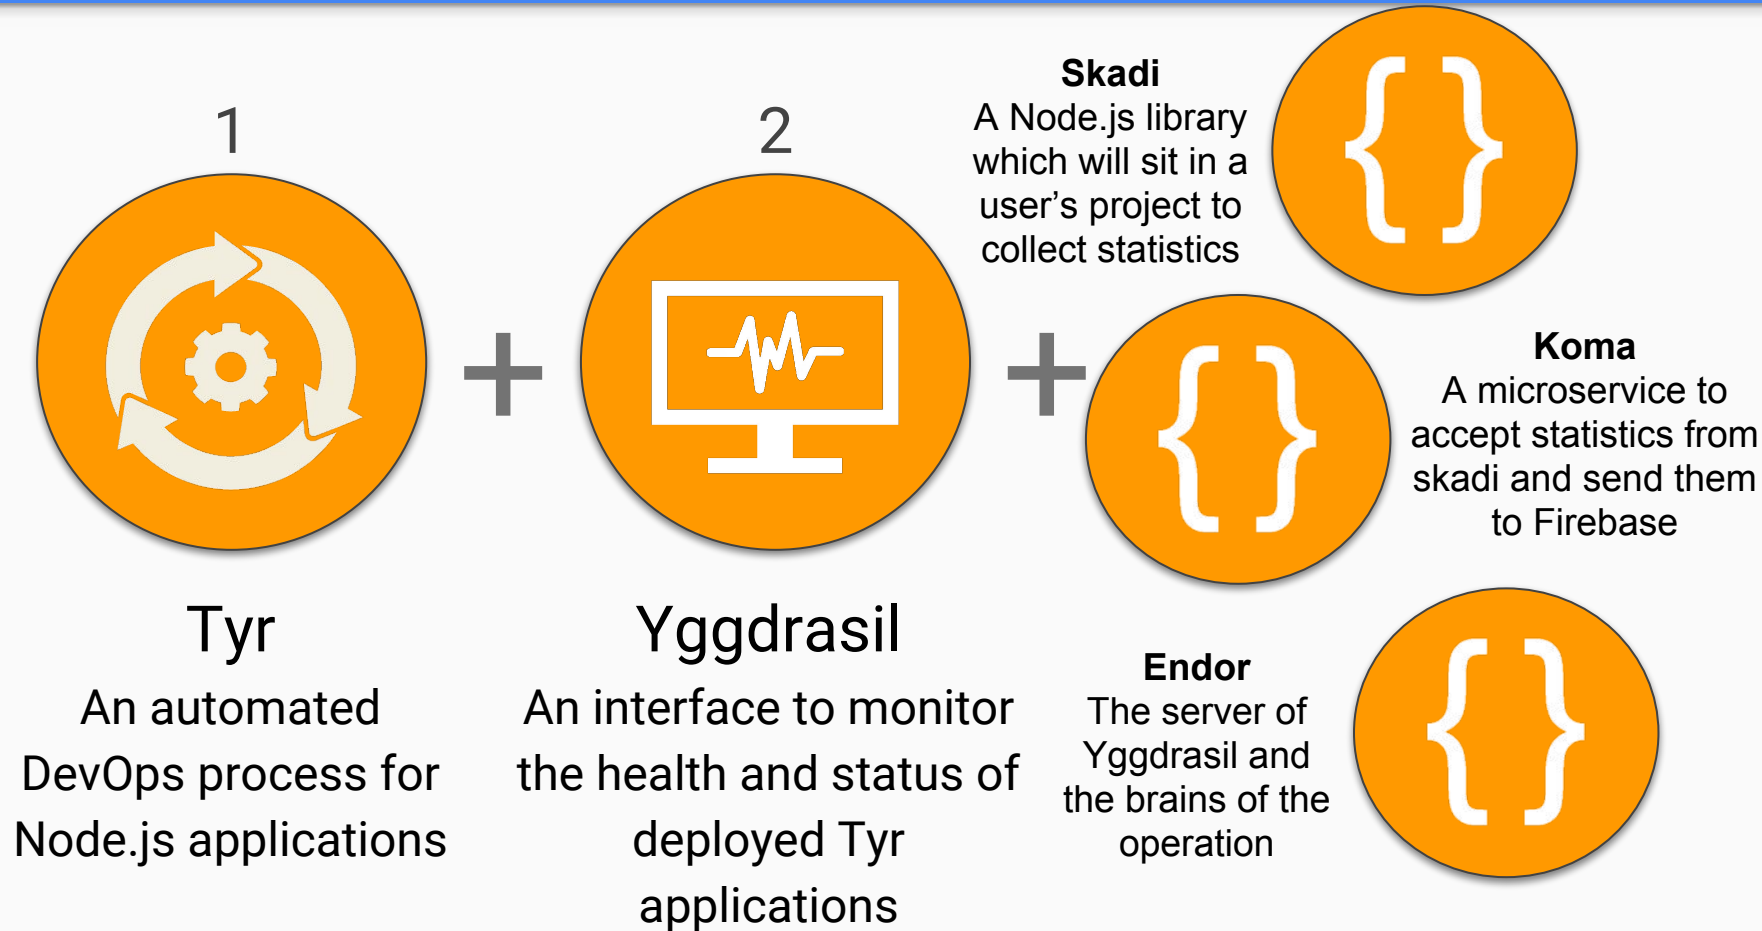 1
Tyr
An automated
DevOps process for
Node.js applications
+
2
Yggdrasil
An interface to monitor
the health and status of
deployed Tyr
applications
+
Skadi
A Node.js library
which will sit in a
user’s project to
collect statistics
{}
Koma
A microservice to
accept statistics from
skadi and send them
to Firebase
{}
Endor
The server of
Yggdrasil and
the brains of the
operation
{}